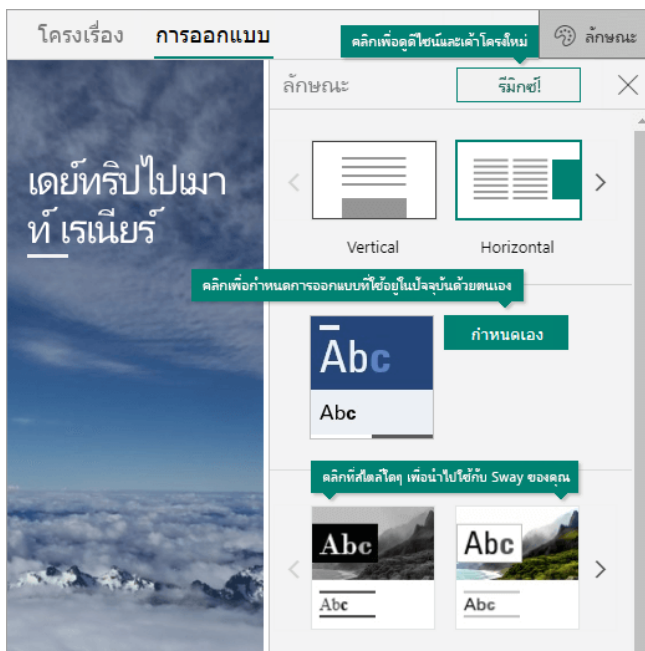 โครงเรื่อง การออกแบบ คลิกเพื่อดูดีไซน์และเค้าโครงใหม่ ลักษณะ
ลักษณะ รีมิกซ์!
เดย์ทริปไปเมา
ท์ เรเนียร์
Vertical Horizontal
คลิกเพื่อกำหนดการออกแบบที่ใช้อยู่ในปัจจุบันด้วยตนเอง
Abc กำหนดเอง
Abc
คลิกที่สไตล์ใดๆ เพื่อนำไปใช้กับ Sway ของคุณ
Abc Abc
Abc Abc